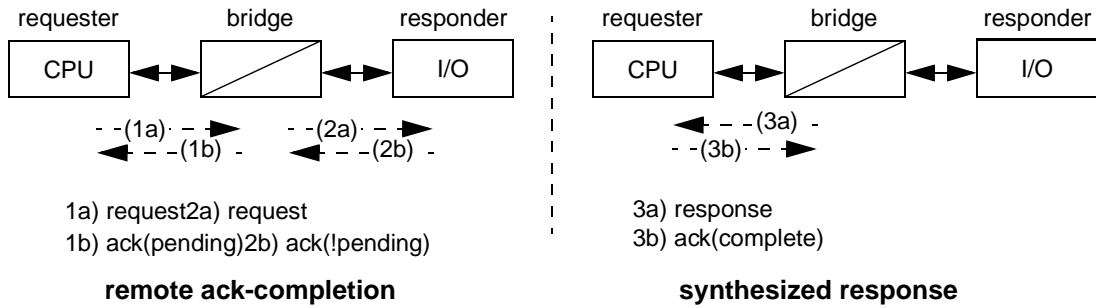 requester bridge responder requester bridge responder
CPU I/O CPU I/O
(1a) (2a) (3a)
(1b) (2b) (3b)
1a) request2a) request 3a) response
1b) ack(pending)2b) ack(!pending) 3b) ack(complete)
remote ack-completion synthesized response